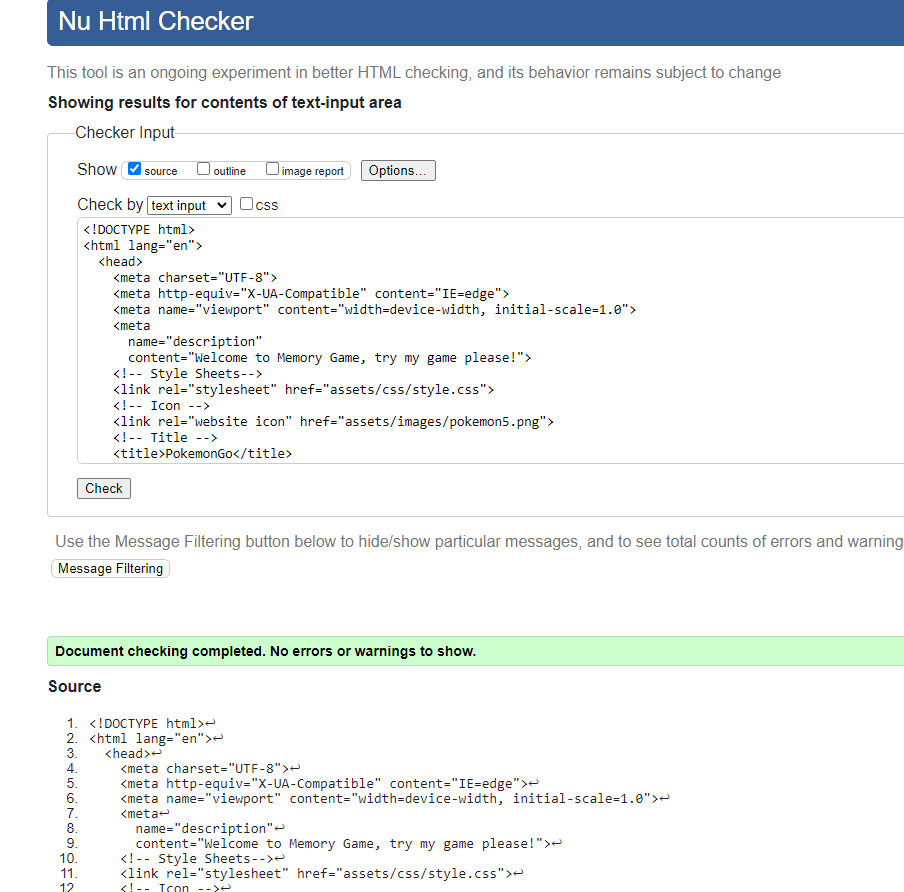 Nu Html Checker
This tool is an ongoing experiment in better HTML checking, and its behavior remains subject to change
Showing results for contents of text-input area
Checker Input
Show source outline image report Options...
Check by text input css
<!DOCTYPE html>
<html lang="en">
  <head>
    <meta charset="UTF-8">
    <meta http-equiv="X-UA-Compatible" content="IE=edge">
    <meta name="viewport" content="width=device-width, initial-scale=1.0">
    <meta
      name="description"
      content="Welcome to Memory Game, try my game please!">
    <!-- Style Sheets-->
    <link rel="stylesheet" href="assets/css/style.css">
    <!-- Icon -->
    <link rel="website icon" href="assets/images/pokemon5.png">
    <!-- Title -->
    <title>PokemonGo</title>
Check
Use the Message Filtering button below to hide/show particular messages, and to see total counts of errors and warning
Message Filtering
Document checking completed. No errors or warnings to show.
Source
1. <!DOCTYPE html>↩
2. <html lang="en">↩
3.   <head>↩
4.     <meta charset="UTF-8">↩
5.     <meta http-equiv="X-UA-Compatible" content="IE=edge">↩
6.     <meta name="viewport" content="width=device-width, initial-scale=1.0">↩
7.     <meta↩
8.       name="description"↩
9.       content="Welcome to Memory Game, try my game please!">↩
10.     <!-- Style Sheets-->↩
11.     <link rel="stylesheet" href="assets/css/style.css">↩
12.     <!-- Icon -->↩